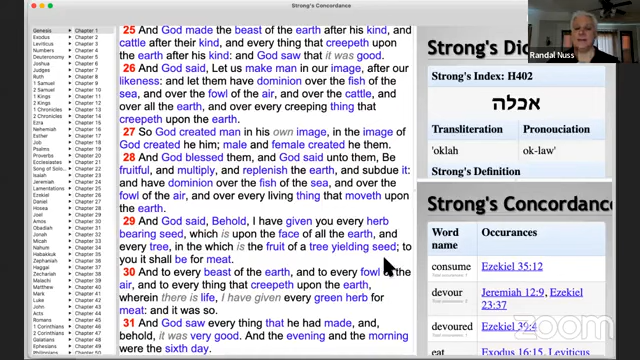 Strong's Concordance
Genesis Chapter 1
Exodus Chapter 2
Leviticus Chapter 3
Numbers Chapter 4
Deuteronomy Chapter 5
Joshua Chapter 6
Judges Chapter 7
Ruth Chapter 8
1 Samuel Chapter 9
2 Samuel Chapter 10
1 Kings Chapter 11
2 Kings Chapter 12
1 Chronicles Chapter 13
2 Chronicles Chapter 14
Ezra Chapter 15
Nehemiah Chapter 16
Esther Chapter 17
Job Chapter 18
Psalms Chapter 19
Proverbs Chapter 20
Ecclesiastes Chapter 21
Song of Solo... Chapter 22
Isaiah Chapter 23
Jeremiah Chapter 24
Lamentations Chapter 25
Ezekiel Chapter 26
Daniel Chapter 27
Hosea Chapter 28
Joel Chapter 29
Amos Chapter 30
Obadiah Chapter 31
Jonah Chapter 32
Micah Chapter 33
Nahum Chapter 34
Habakkuk Chapter 35
Zephaniah Chapter 36
Haggai Chapter 37
Zechariah Chapter 38
Malachi Chapter 39
Matthew Chapter 40
Mark Chapter 41
Luke Chapter 42
John Chapter 43
Acts Chapter 44
Romans Chapter 45
1 Corinthians Chapter 46
2 Corinthians Chapter 47
Galatians Chapter 48
Ephesians Chapter 49
Philippians Chapter 50
25 And God made the beast of the earth after his kind, and
cattle after their kind, and every thing that creepeth upon
the earth after his kind: and God saw that it was good.
26 And God said, Let us make man in our image, after our
likeness: and let them have dominion over the fish of the
sea, and over the fowl of the air, and over the cattle, and
over all the earth, and over every creeping thing that
creepeth upon the earth.
27 So God created man in his own image, in the image of
God created he him; male and female created he them.
28 And God blessed them, and God said unto them, Be
fruitful, and multiply, and replenish the earth, and subdue it:
and have dominion over the fish of the sea, and over the
fowl of the air, and over every living thing that moveth upon
the earth.
29 And God said, Behold, I have given you every herb
bearing seed, which is upon the face of all the earth, and
every tree, in the which is the fruit of a tree yielding seed; to
you it shall be for meat.
30 And to every beast of the earth, and to every fowl of the
air, and to every thing that creepeth upon the earth,
wherein there is life, I have given every green herb for
meat: and it was so.
31 And God saw every thing that he had made, and,
behold, it was very good. And the evening and the morning
were the sixth day.
Strong's Dic
Strong's Index: H402
אכלה
Transliteration Pronouciation
'oklah ok-law'
Strong's Definition
Strong's Concordance
Word name Occurances
consume Ezekiel 35:12
devour Jeremiah 12:9, Ezekiel 23:37
devoured Ezekiel 39:4
eat Exodus 16:15, Leviticus
Randal Nuss
zoom